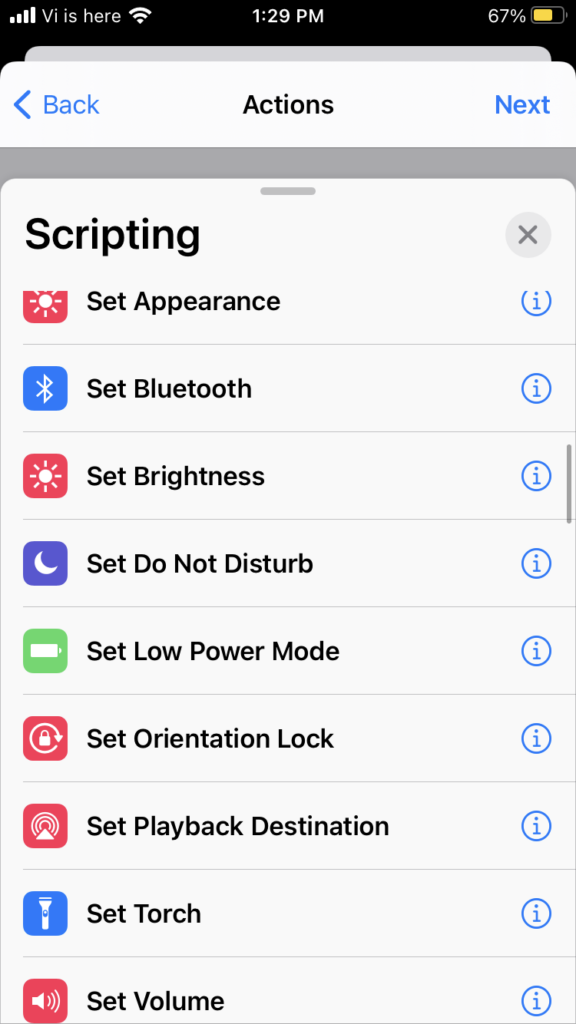 Vi is here 1:29 PM 67%
Back Actions Next
Scripting
Set Appearance
Set Bluetooth
Set Brightness
Set Do Not Disturb
Set Low Power Mode
Set Orientation Lock
Set Playback Destination
Set Torch
Set Volume